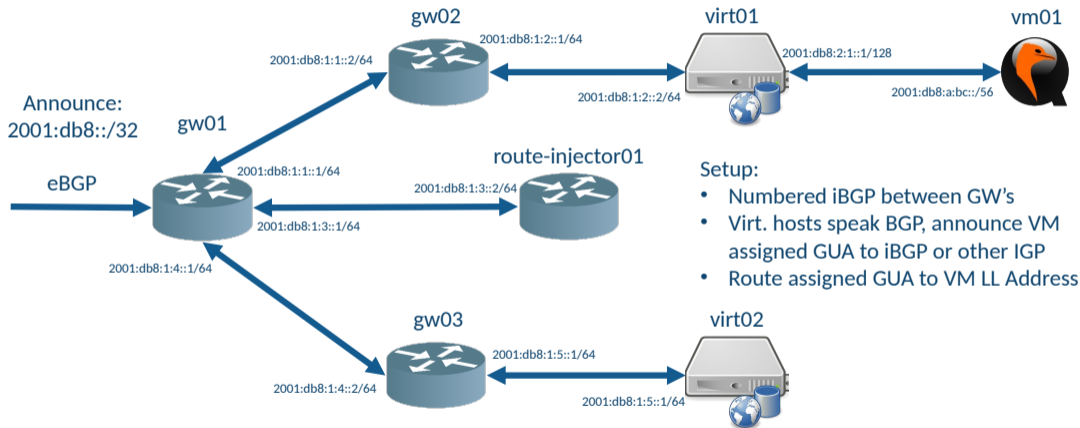 gw02
virt01
vm01
2001:db8:1:2::1/64
2001:db8:1:1::2/64
2001:db8:2:1::1/128
2001:db8:1:2::2/64
2001:db8:a:bc::/56
Announce:
2001:db8::/32
gw01
eBGP
2001:db8:1:1::1/64
route-injector01
2001:db8:1:3::2/64
2001:db8:1:3::1/64
2001:db8:1:4::1/64
Setup:
• Numbered iBGP between GW's
• Virt. hosts speak BGP, announce VM
assigned GUA to iBGP or other IGP
• Route assigned GUA to VM LL Address
gw03
virt02
2001:db8:1:5::1/64
2001:db8:1:4::2/64
2001:db8:1:5::1/64